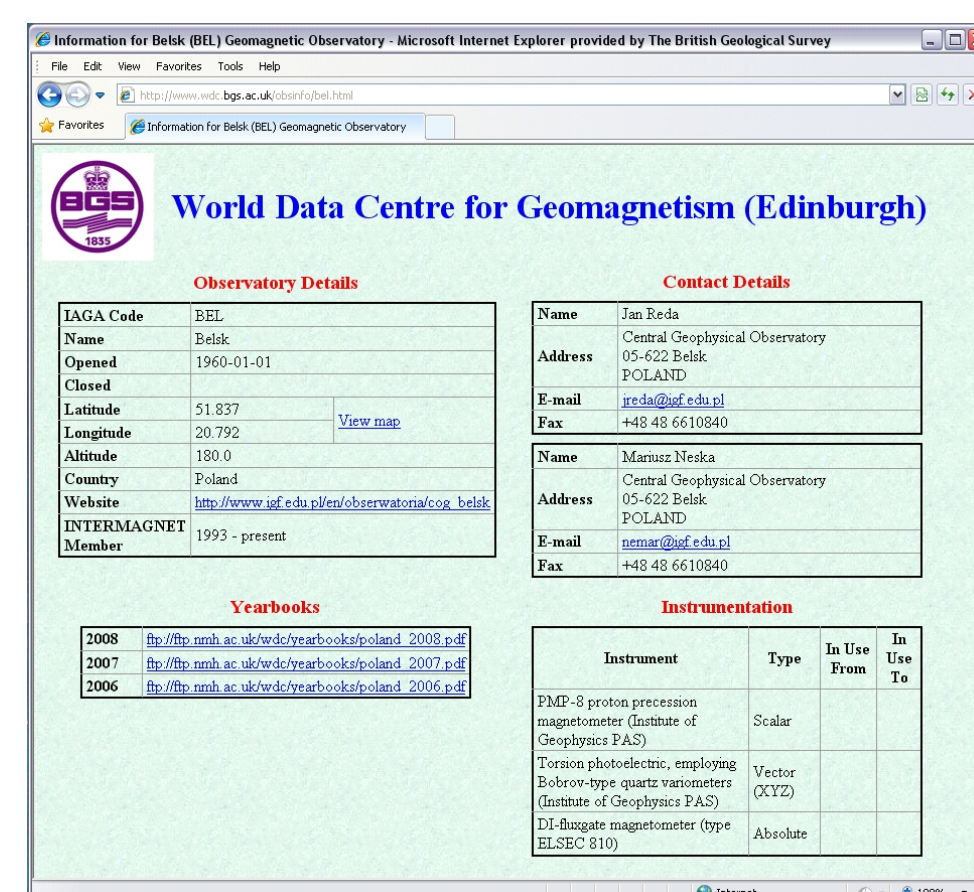 Information for Belsk (BEL) Geomagnetic Observatory - Microsoft Internet Explorer provided by The British Geological Survey
File Edit View Favorites Tools Help
http://www.wdc.bgs.ac.uk/obsinfo/bel.html
Favorites Information for Belsk (BEL) Geomagnetic Observatory
BGS
1835
World Data Centre for Geomagnetism (Edinburgh)
Observatory Details
IAGA Code BEL
Name Belsk
Opened 1960-01-01
Closed
Latitude 51.837
View map
Longitude 20.792
Altitude 180.0
Country Poland
Website http://www.igf.edu.pl/en/obserwatoria/cog_belsk
INTERMAGNET
Member 1993 - present
Contact Details
Name Jan Reda
Address Central Geophysical Observatory
05-622 Belsk
POLAND
E-mail jreda@igf.edu.pl
Fax +48 48 6610840
Name Mariusz Neska
Address Central Geophysical Observatory
05-622 Belsk
POLAND
E-mail nemar@igf.edu.pl
Fax +48 48 6610840
Yearbooks
2008 ftp://ftp.nmh.ac.uk/wdc/yearbooks/poland_2008.pdf
2007 ftp://ftp.nmh.ac.uk/wdc/yearbooks/poland_2007.pdf
2006 ftp://ftp.nmh.ac.uk/wdc/yearbooks/poland_2006.pdf
Instrumentation
Instrument Type In Use From In Use To
PMP-8 proton precession
magnetometer (Institute of Scalar
Geophysics PAS)
Torsion photoelectric, employing
Bobrov-type quartz variometers Vector (XYZ)
(Institute of Geophysics PAS)
DI-fluxgate magnetometer (type
ELSEC 810) Absolute
Internet 100%